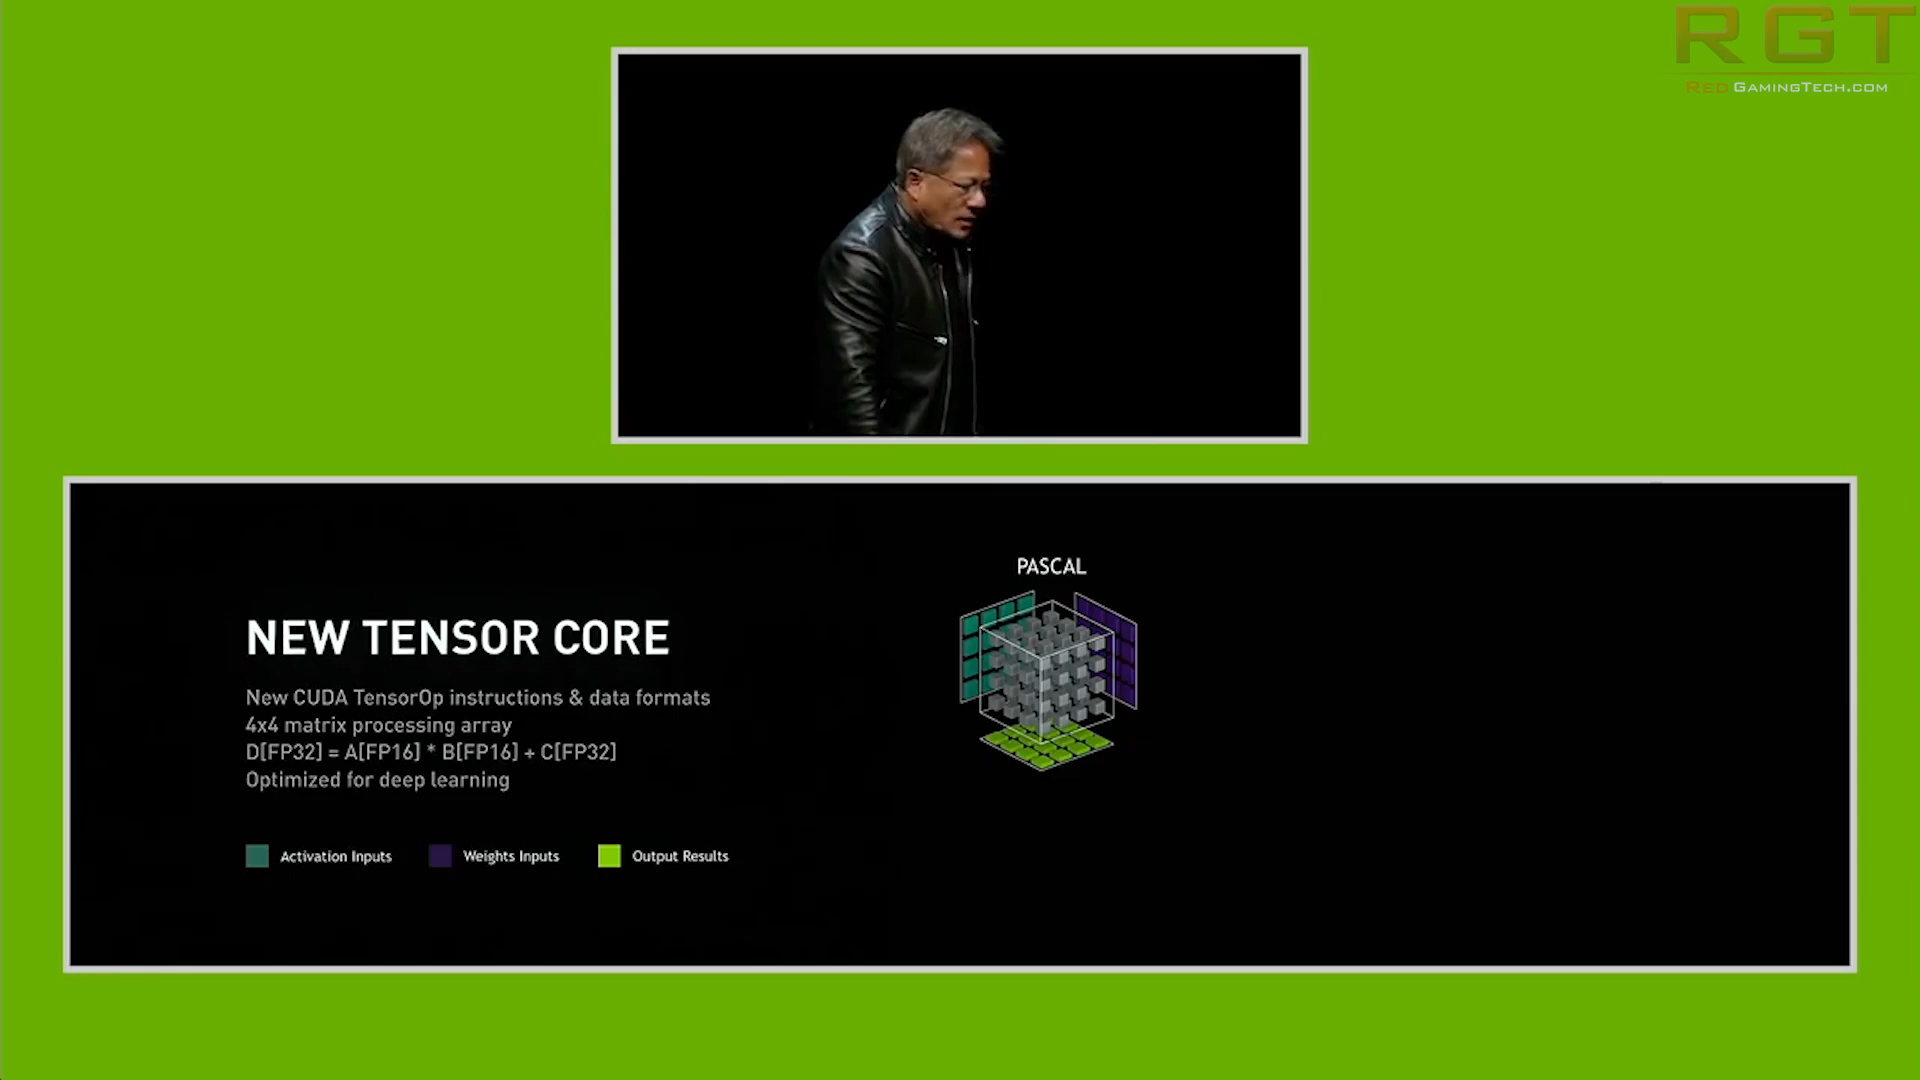 RGT
RED GAMINGTECH.COM
PASCAL
NEW TENSOR CORE
New CUDA TensorOp instructions & data formats
4x4 matrix processing array
D[FP32] = A[FP16] * B[FP16] + C[FP32]
Optimized for deep learning
Activation Inputs
Weights Inputs
Output Results